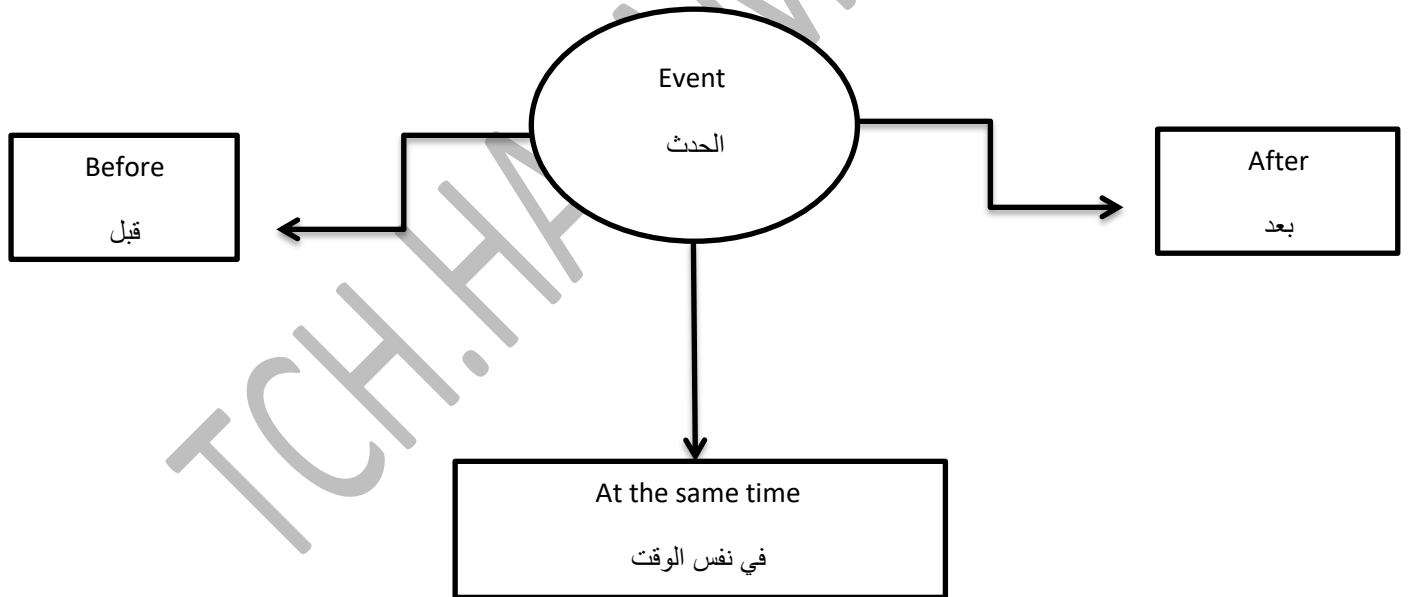 Event
الحدث
Before
قبل
After
بعد
At the same time
في نفس الوقت